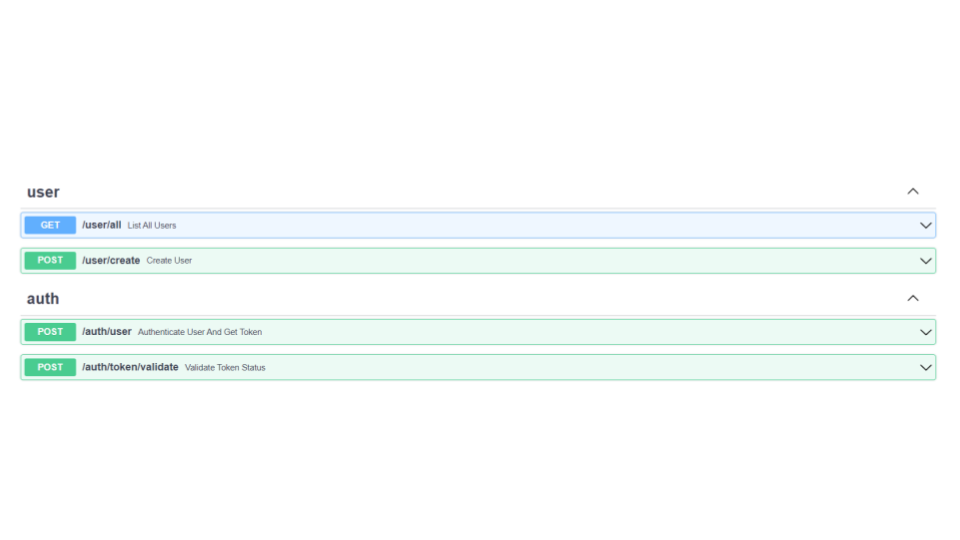 user
GET /user/all List All Users
POST /user/create Create User
auth
POST /auth/user Authenticate User And Get Token
POST /auth/token/validate Validate Token Status